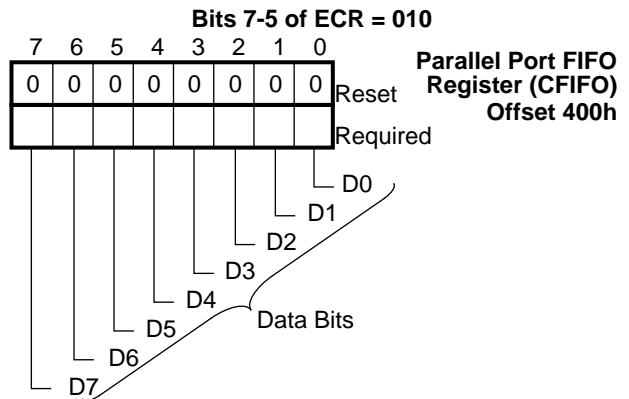 Bits 7-5 of ECR = 010
7 6 5 4 3 2 1 0
Parallel Port FIFO
Register (CFIFO)
Offset 400h
0 0 0 0 0 0 0 0 Reset
Required
D0
D1
D2
D3
D4
D5
D6
D7
Data Bits